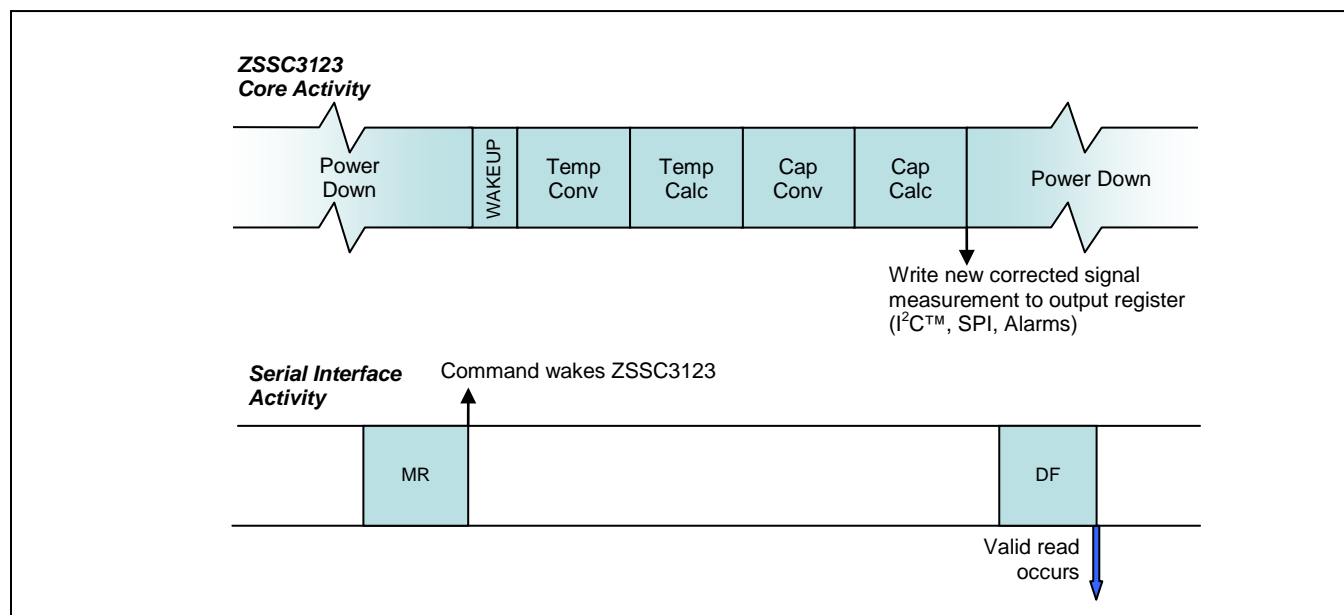 ZSSC3123
Core Activity
Power
Down
WAKEUP
Temp
Conv
Temp
Calc
Cap
Conv
Cap
Calc
Power Down
Write new corrected signal
measurement to output register
(I²C™, SPI, Alarms)
Serial Interface
Activity
Command wakes ZSSC3123
MR
DF
Valid read
occurs